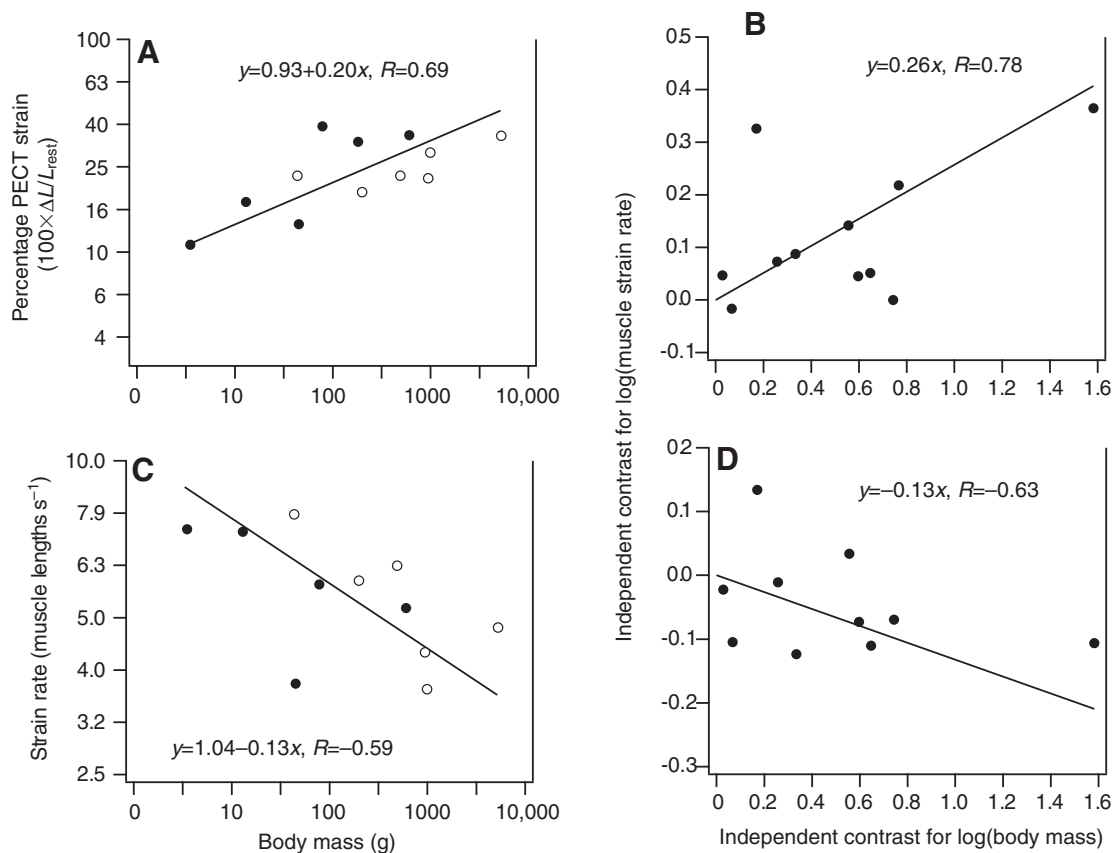 A
y=0.93+0.20x, R=0.69
Percentage PECT strain
(100×ΔL/Lrest)
100
63
40
25
16
10
6
4
0 10 100 1000 10,000
B
y=0.26x, R=0.78
0.5
0.4
0.3
0.2
0.1
0.0
-0.1
0 0.2 0.4 0.6 0.8 1.0 1.2 1.4 1.6
Independent contrast for log(muscle strain rate)
C
y=1.04–0.13x, R=–0.59
Strain rate (muscle lengths s–1)
10.0
7.9
6.3
5.0
4.0
3.2
2.5
0 10 100 1000 10,000
Body mass (g)
D
y=–0.13x, R=–0.63
0.2
0.1
0.0
-0.1
-0.2
-0.3
0 0.2 0.4 0.6 0.8 1.0 1.2 1.4 1.6
Independent contrast for log(body mass)